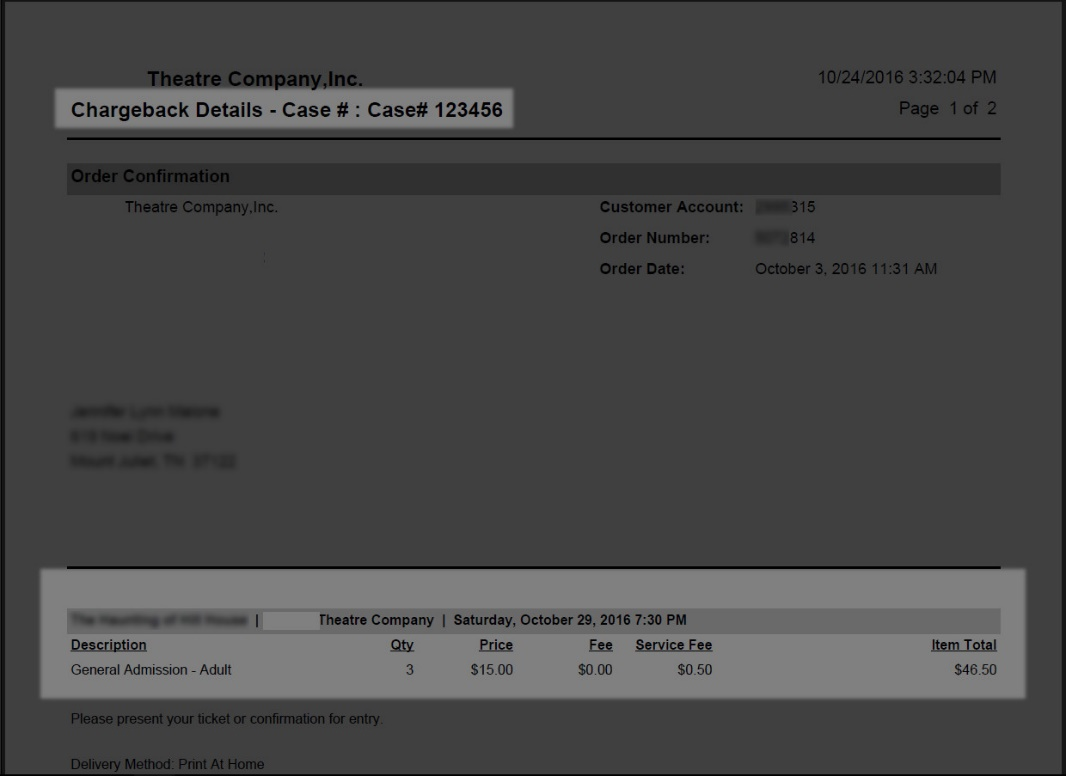 Theatre Company,Inc.
10/24/2016 3:32:04 PM
Chargeback Details - Case # : Case# 123456
Page 1 of 2
Order Confirmation
Theatre Company,Inc.
Customer Account: 315
Order Number: 814
Order Date: October 3, 2016 11:31 AM
| Theatre Company | Saturday, October 29, 2016 7:30 PM
Description Qty Price Fee Service Fee Item Total
General Admission - Adult 3 $15.00 $0.00 $0.50 $46.50
Please present your ticket or confirmation for entry.
Delivery Method: Print At Home